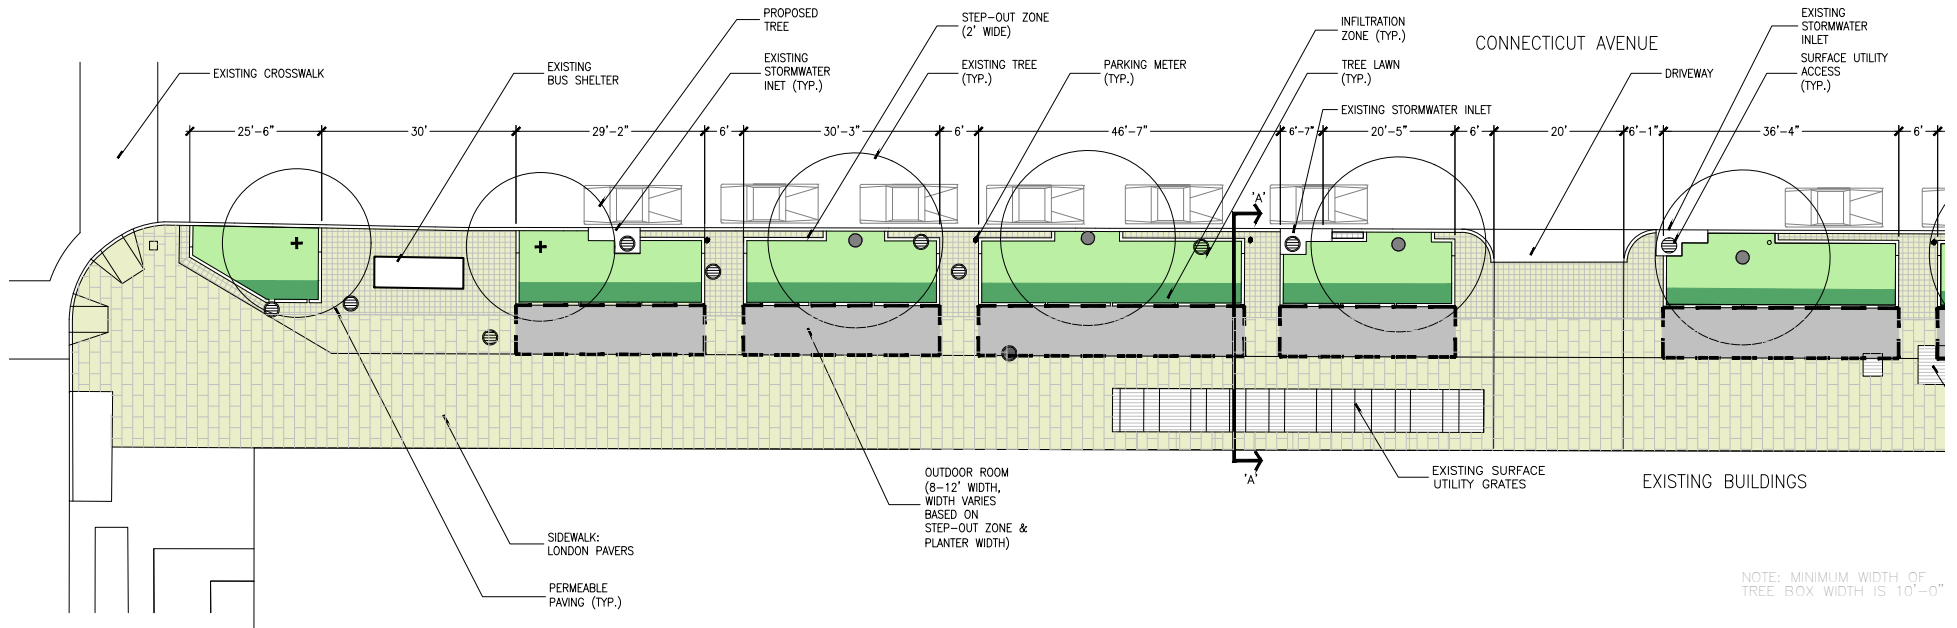 PROPOSED
TREE
STEP-OUT ZONE
(2' WIDE)
INFILTRATION
ZONE (TYP.)
CONNECTICUT AVENUE
EXISTING
STORMWATER
INLET
EXISTING CROSSWALK
EXISTING
BUS SHELTER
EXISTING
STORMWATER
INET (TYP.)
EXISTING TREE
(TYP.)
PARKING METER
(TYP.)
TREE LAWN
(TYP.)
DRIVEWAY
SURFACE UTILITY
ACCESS
(TYP.)
EXISTING STORMWATER INLET
25'-6" 30' 29'-2" 6' 30'-3" 6' 46'-7" 6'-7" 20'-5" 6' 20' 6'-1" 36'-4" 6'
'A'
'A'
OUTDOOR ROOM
(8-12' WIDTH,
WIDTH VARIES
BASED ON
STEP-OUT ZONE &
PLANTER WIDTH)
EXISTING SURFACE
UTILITY GRATES
EXISTING BUILDINGS
SIDEWALK:
LONDON PAVERS
PERMEABLE
PAVING (TYP.)
NOTE: MINIMUM WIDTH OF
TREE BOX WIDTH IS 10'-0"